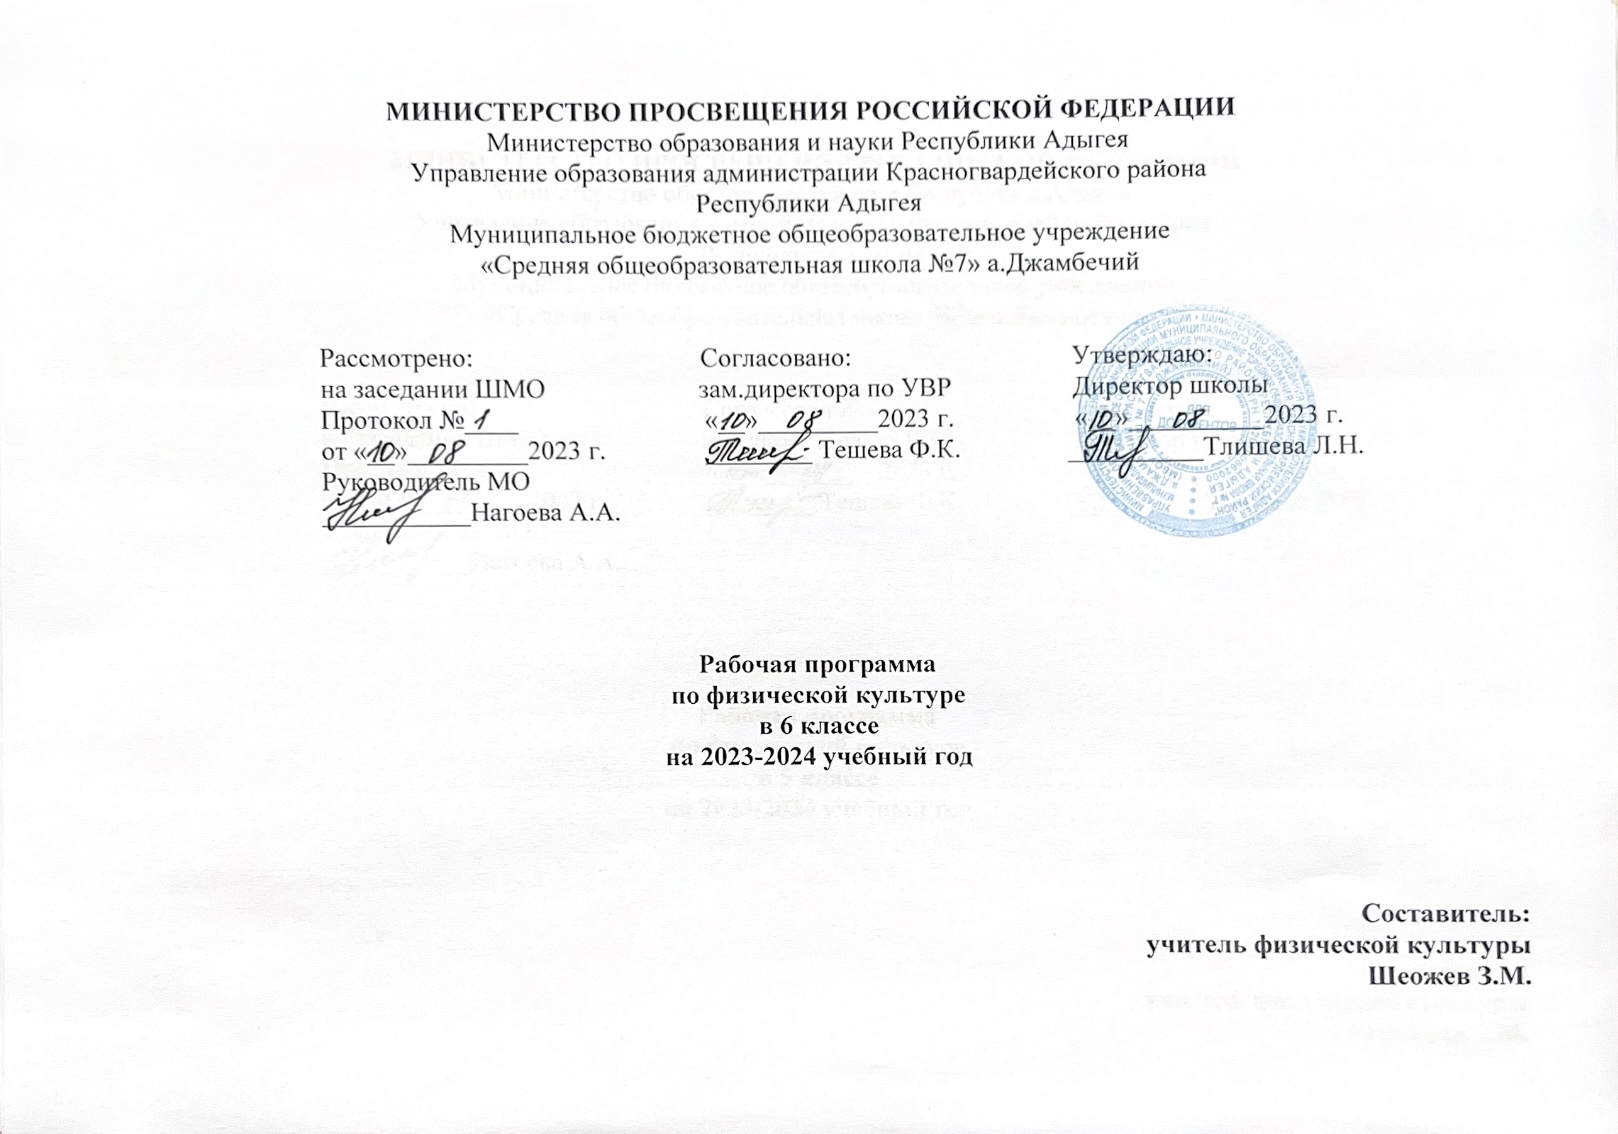 МИНИСТЕРСТВО ПРОСВЕЩЕНИЯ РОССИЙСКОЙ ФЕДЕРАЦИИ
Министерство образования и науки Республики Адыгея
Управление образования администрации Красногвардейского района
Республики Адыгея
Муниципальное бюджетное общеобразовательное учреждение
«Средняя общеобразовательная школа №7» а.Джамбечий
Рассмотрено:
на заседании ШМО
Протокол № 1
от «10» 08 2023 г.
Руководитель МО
Нагоева А.А.
Согласовано:
зам.директора по УВР
«10» 08 2023 г.
Тешева Ф.К.
Утверждаю:
Директор школы
«10» 08 2023 г.
Тлишева Л.Н.
ДЛЯ
ДОКУМЕНТОВ
Рабочая программа
по физической культуре
в 6 классе
на 2023-2024 учебный год
Составитель:
учитель физической культуры
Шеожев З.М.